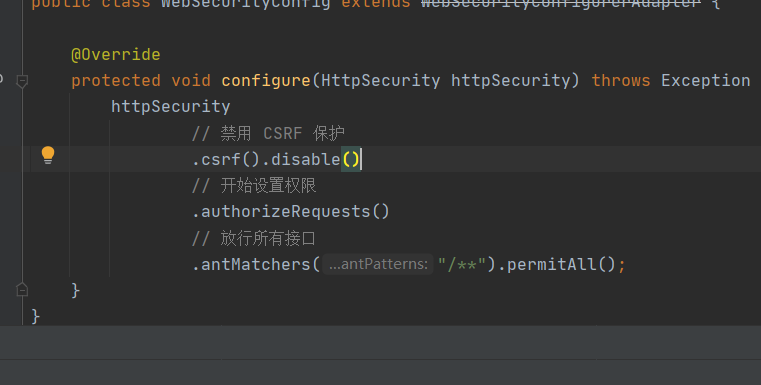 public class WebSecurityConfig extends WebSecurityConfigurerAdapter {
@Override
protected void configure(HttpSecurity httpSecurity) throws Exception
httpSecurity
// 禁用 CSRF 保护
.csrf().disable()
// 开始设置权限
.authorizeRequests()
// 放行所有接口
.antMatchers( ...antPatterns: "/**").permitAll();
}
}